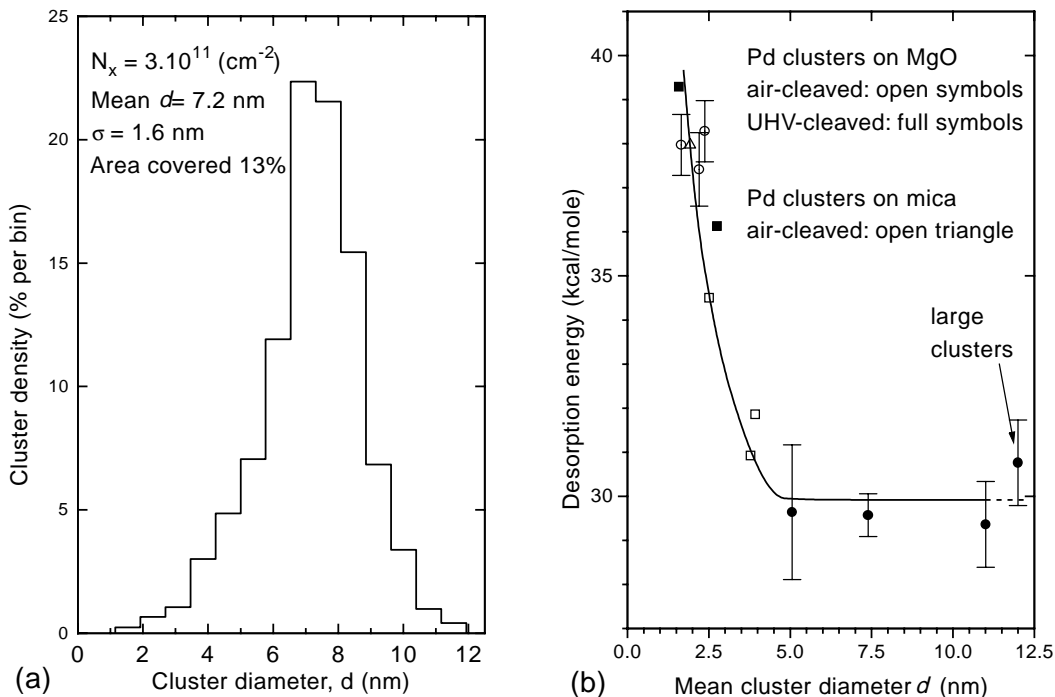 25
20
15
10
5
0
Cluster density (% per bin)
N_x = 3.10^11 (cm^-2)
Mean d= 7.2 nm
σ = 1.6 nm
Area covered 13%
0 2 4 6 8 10 12
(a)
Cluster diameter, d (nm)
40
35
30
Desorption energy (kcal/mole)
Pd clusters on MgO
air-cleaved: open symbols
UHV-cleaved: full symbols
Pd clusters on mica
air-cleaved: open triangle
large
clusters
0.0 2.5 5.0 7.5 10.0 12.5
(b)
Mean cluster diameter d (nm)